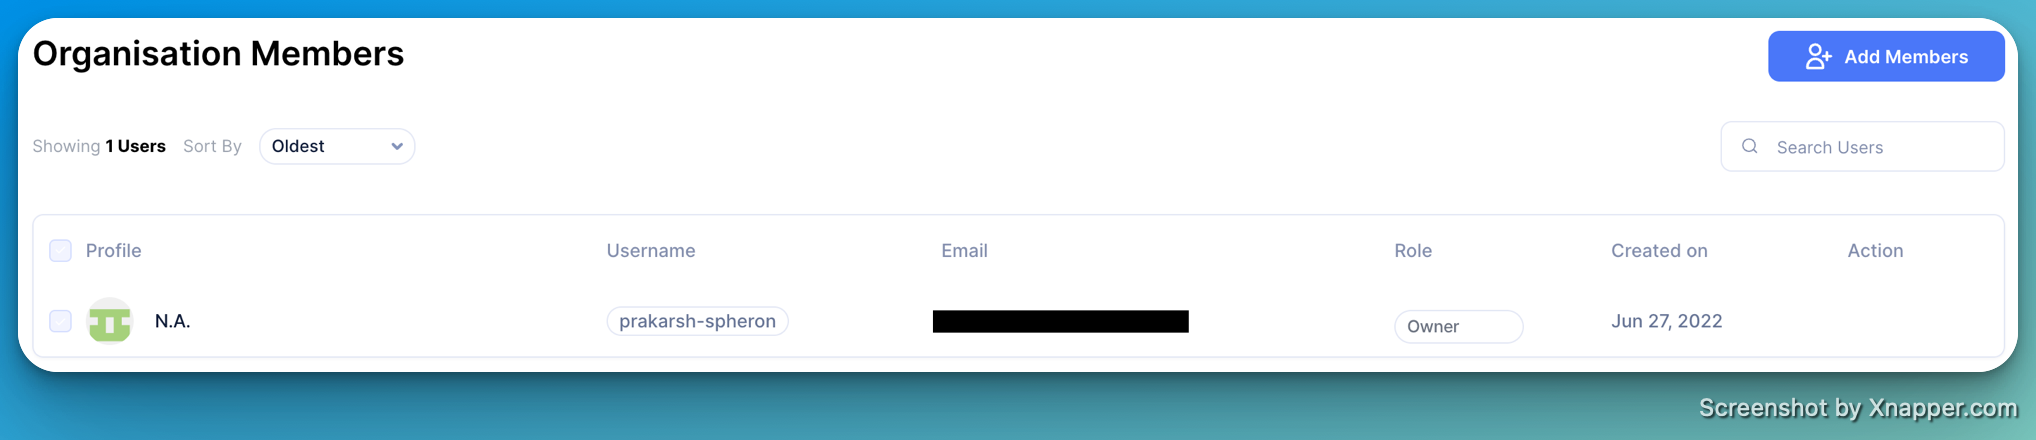 Organisation Members
Add Members
Showing 1 Users Sort By Oldest
Search Users
Profile Username Email Role Created on Action
N.A. prakarsh-spheron Owner Jun 27, 2022
Screenshot by Xnapper.com